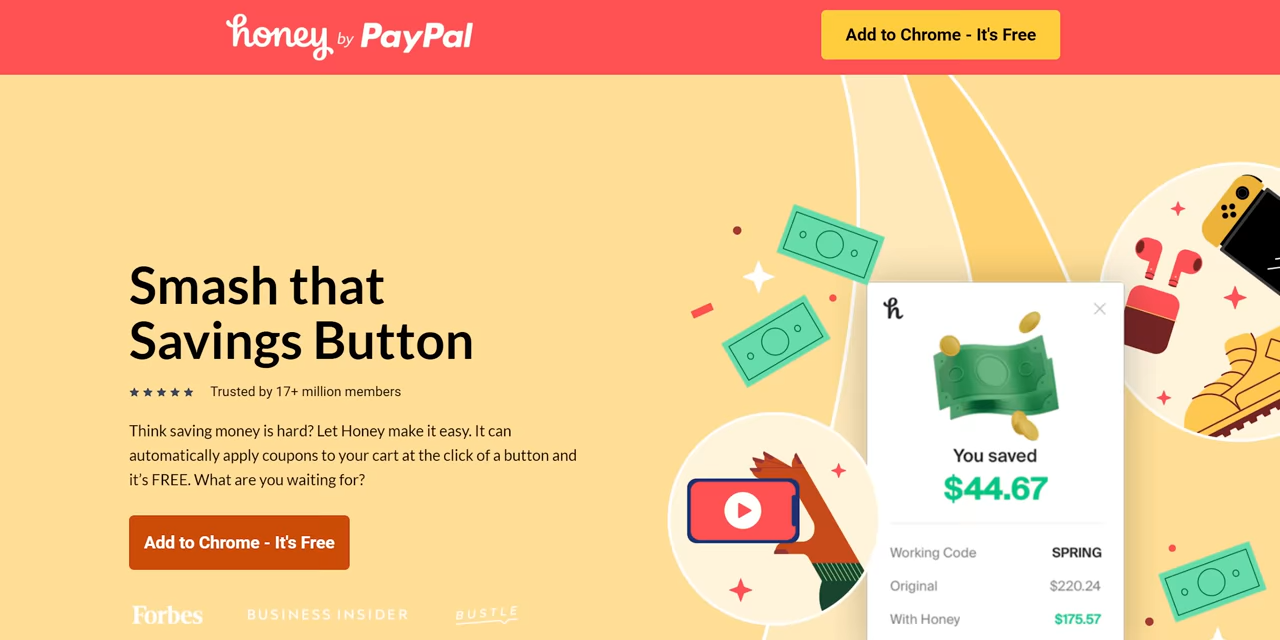 honey by PayPal
Add to Chrome - It's Free
Smash that
Savings Button
Trusted by 17+ million members
Think saving money is hard? Let Honey make it easy. It can
automatically apply coupons to your cart at the click of a button and
it’s FREE. What are you waiting for?
Add to Chrome - It's Free
Forbes
BUSINESS INSIDER
BUSTLE
h
You saved
$44.67
Working Code SPRING
Original $220.24
With Honey $175.57